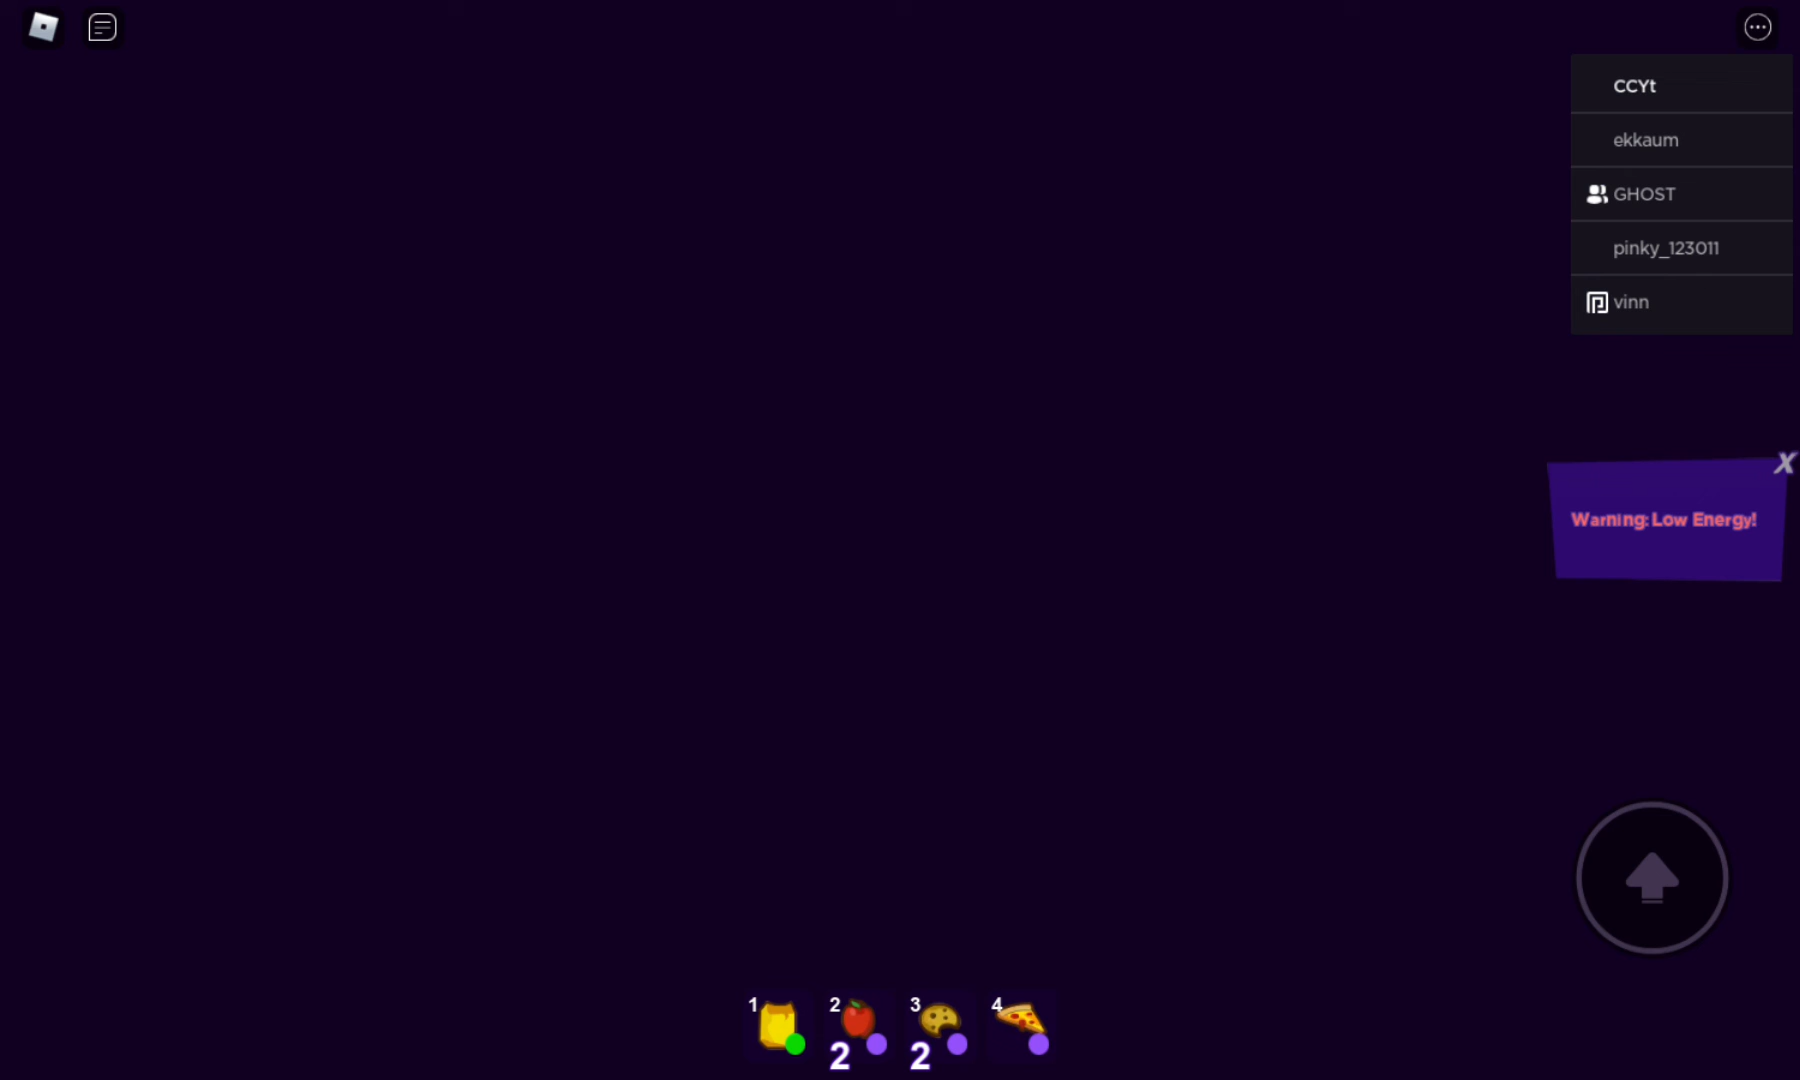 CCYt
ekkaum
GHOST
pinky_123011
vinn
X
Warning: Low Energy!
1 2 3 4
2 2